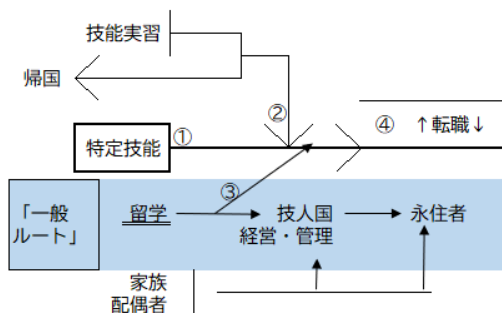 技能実習
帰国
②
④ ↑転職↓
特定技能 ①
③
「一般
ルート」
留学
技人国
経営・管理
永住者
家族
配偶者